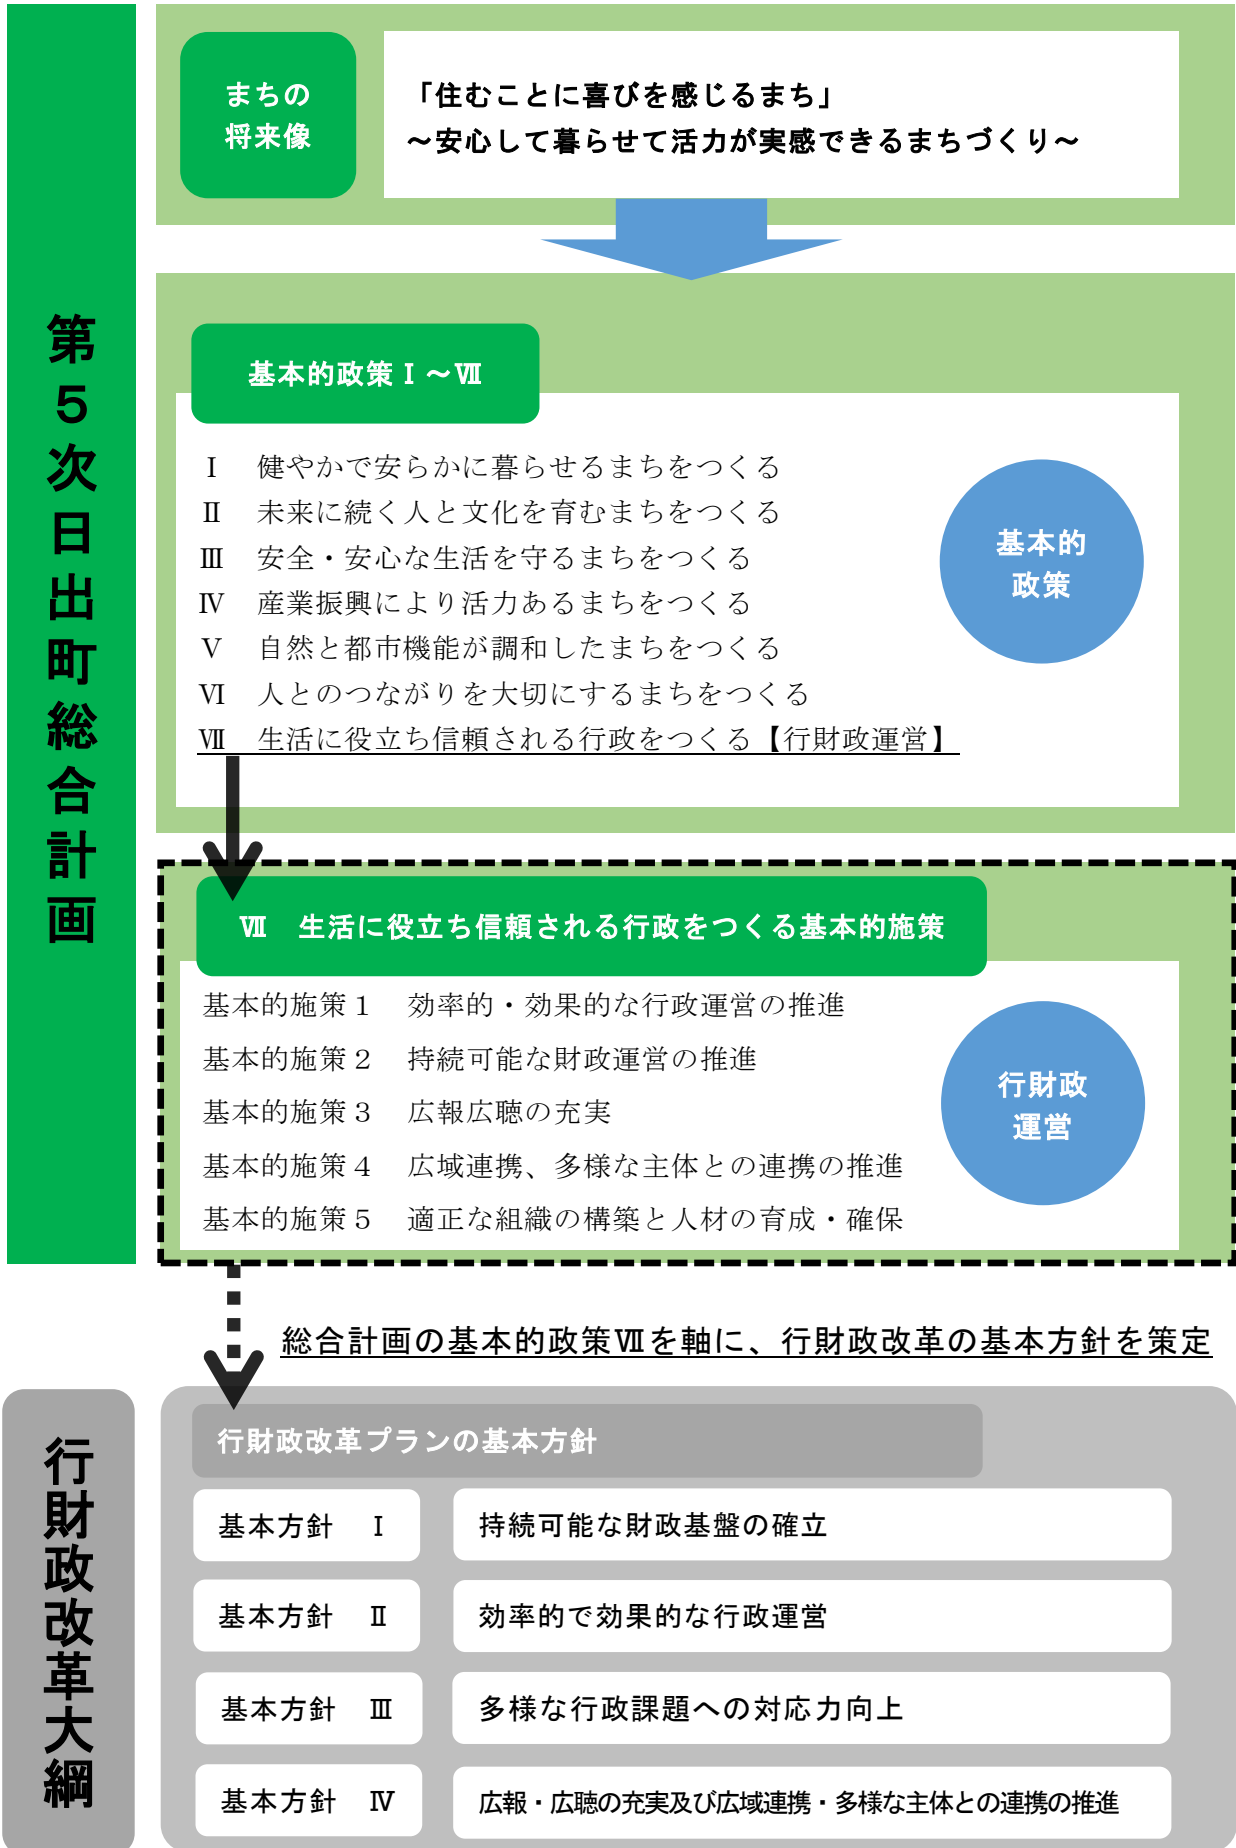 第5次日出町総合計画
まちの
将来像
「住むことに喜びを感じるまち」
～安心して暮らせて活力が実感できるまちづくり～
基本的政策Ⅰ～Ⅶ
Ⅰ　健やかで安らかに暮らせるまちをつくる
Ⅱ　未来に続く人と文化を育むまちをつくる
Ⅲ　安全・安心な生活を守るまちをつくる
Ⅳ　産業振興により活力あるまちをつくる
Ⅴ　自然と都市機能が調和したまちをつくる
Ⅵ　人とのつながりを大切にするまちをつくる
Ⅶ　生活に役立ち信頼される行政をつくる【行財政運営】
基本的
政策
Ⅶ　生活に役立ち信頼される行政をつくる基本的施策
基本的施策１　効率的・効果的な行政運営の推進
基本的施策２　持続可能な財政運営の推進
基本的施策３　広報広聴の充実
基本的施策４　広域連携、多様な主体との連携の推進
基本的施策５　適正な組織の構築と人材の育成・確保
行財政
運営
総合計画の基本的政策Ⅶを軸に、行財政改革の基本方針を策定
行財政改革大綱
行財政改革プランの基本方針
基本方針　Ⅰ
持続可能な財政基盤の確立
基本方針　Ⅱ
効率的で効果的な行政運営
基本方針　Ⅲ
多様な行政課題への対応力向上
基本方針　Ⅳ
広報・広聴の充実及び広域連携・多様な主体との連携の推進